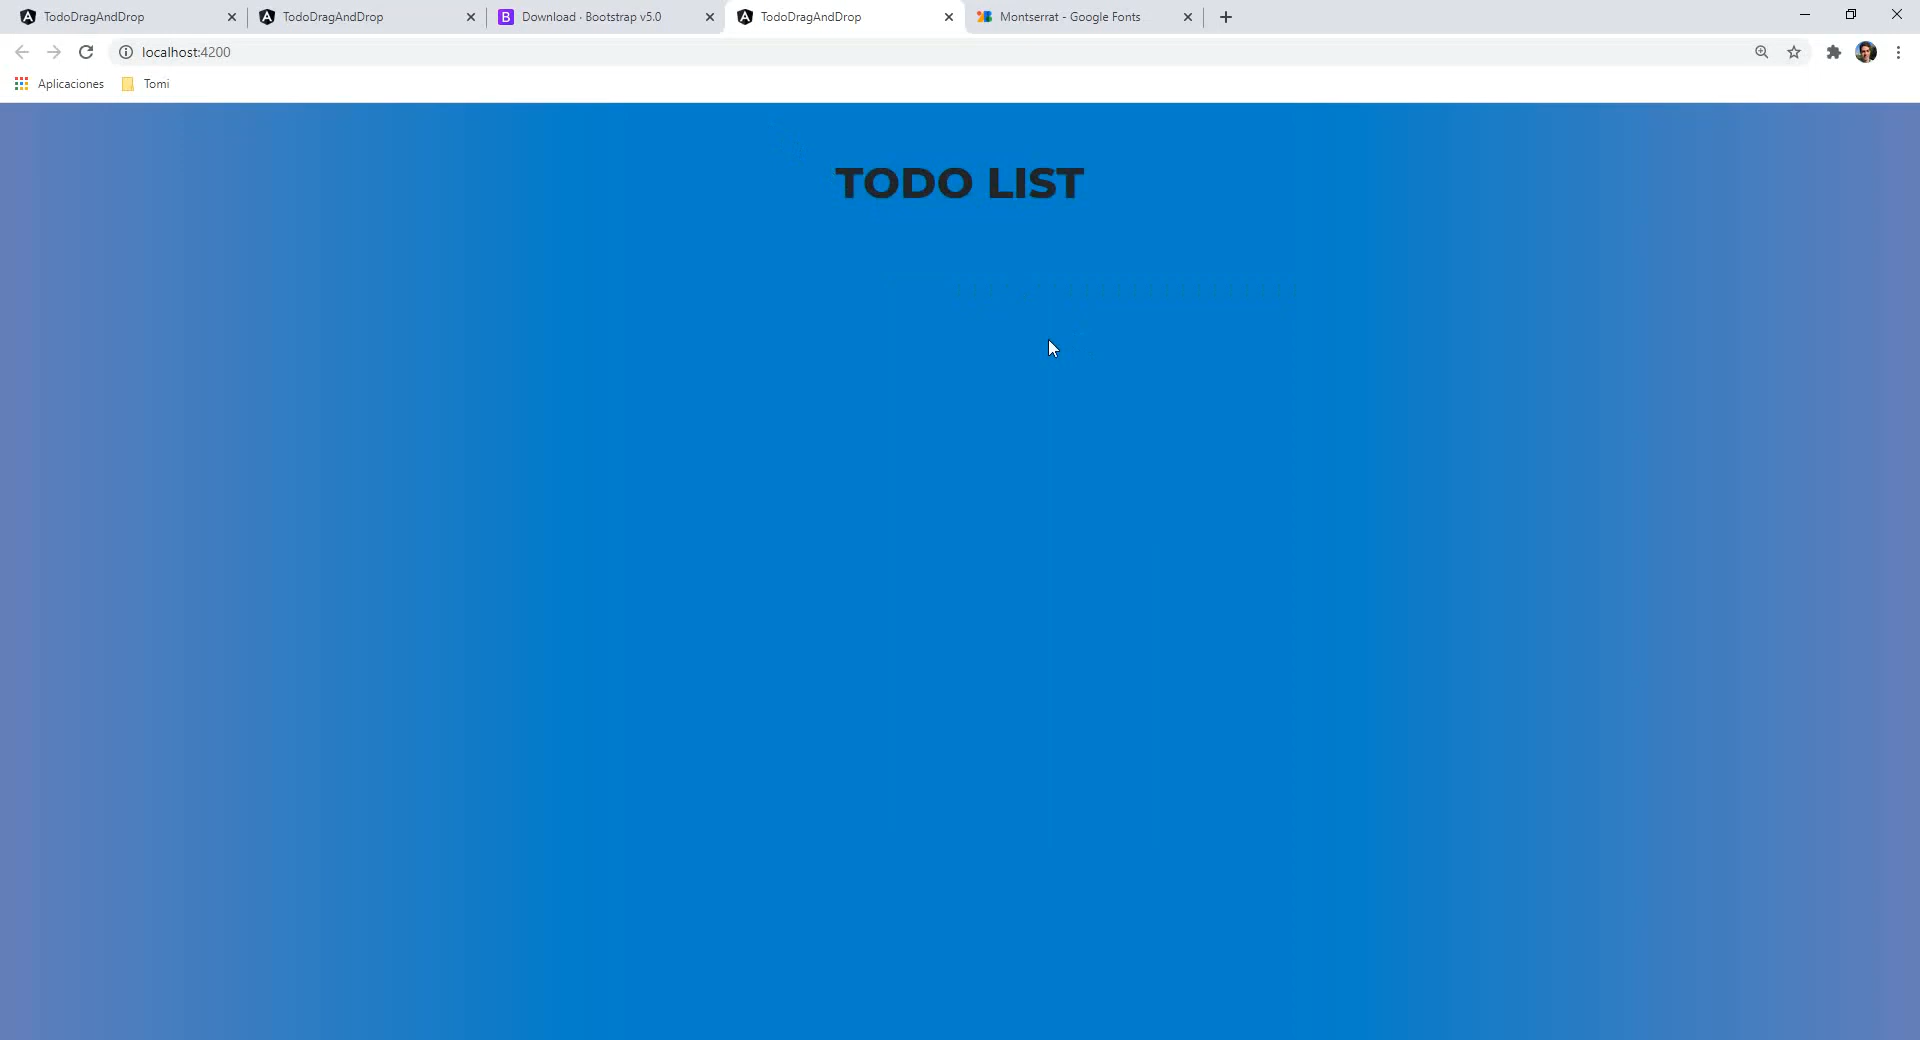 TodoDragAndDrop
TodoDragAndDrop
Download · Bootstrap v5.0
TodoDragAndDrop
Montserrat - Google Fonts
localhost:4200
Aplicaciones
Tomi
TODO LIST